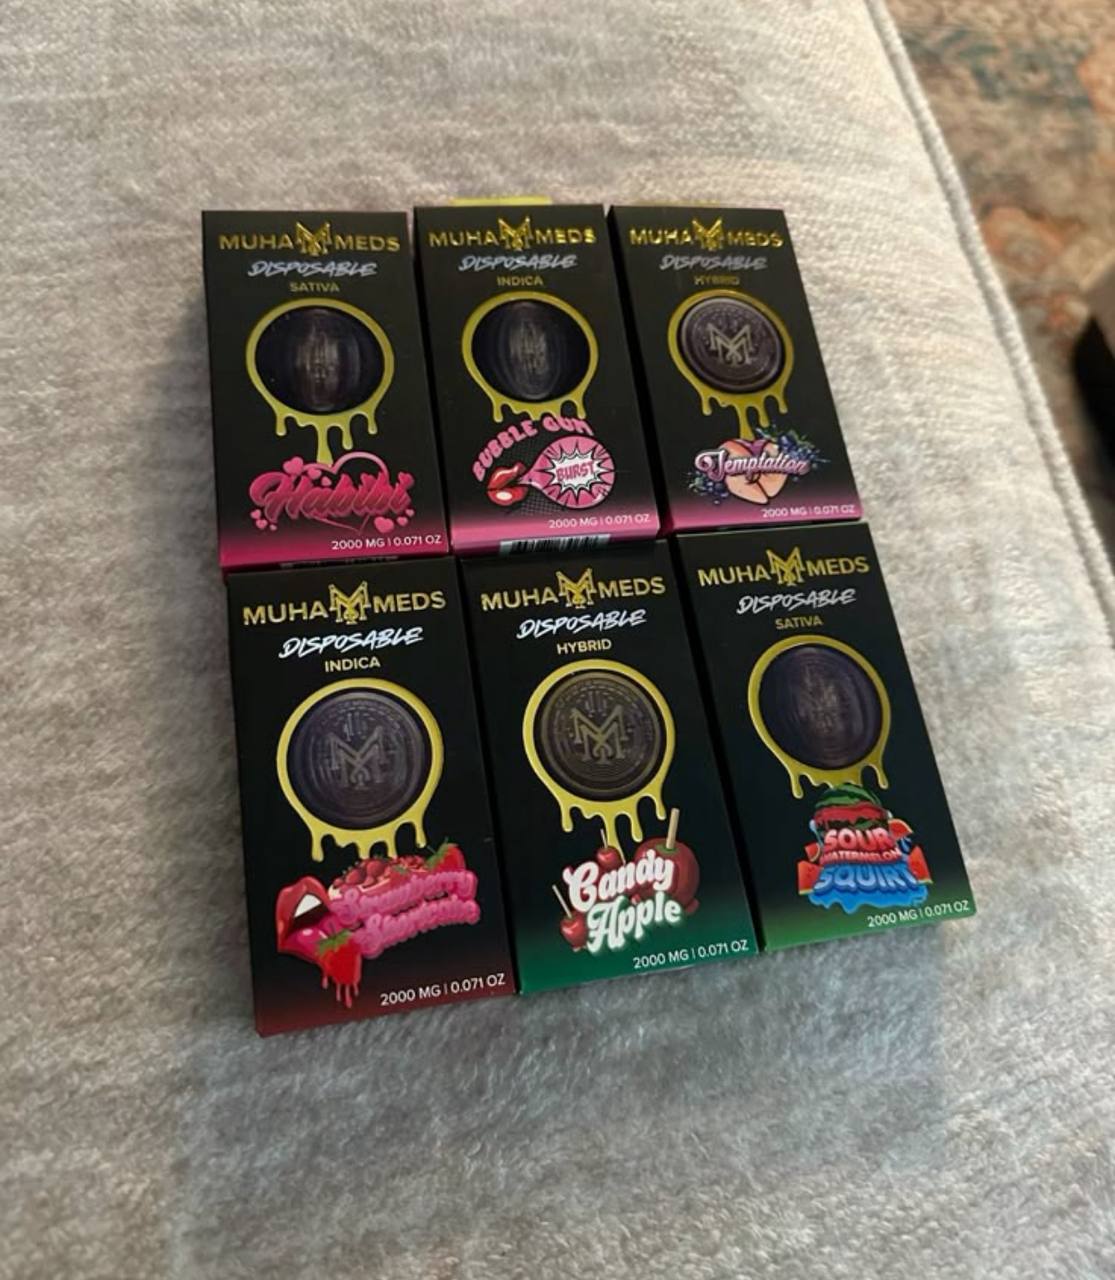 MUHA MEDS
DISPOSABLE
SATIVA
Habibi
2000 MG | 0.071 OZ
MUHA MEDS
DISPOSABLE
INDICA
BUBBLE GUM
BURST
2000 MG | 0.071 OZ
MUHA MEDS
DISPOSABLE
HYBRID
Temptation
2000 MG | 0.071 OZ
MUHA MEDS
DISPOSABLE
INDICA
Strawberry
2000 MG | 0.071 OZ
MUHA MEDS
DISPOSABLE
HYBRID
Candy
Apple
2000 MG | 0.071 OZ
MUHA MEDS
DISPOSABLE
SATIVA
SOUR
WATERMELON
SQUIRT
2000 MG | 0.071 OZ